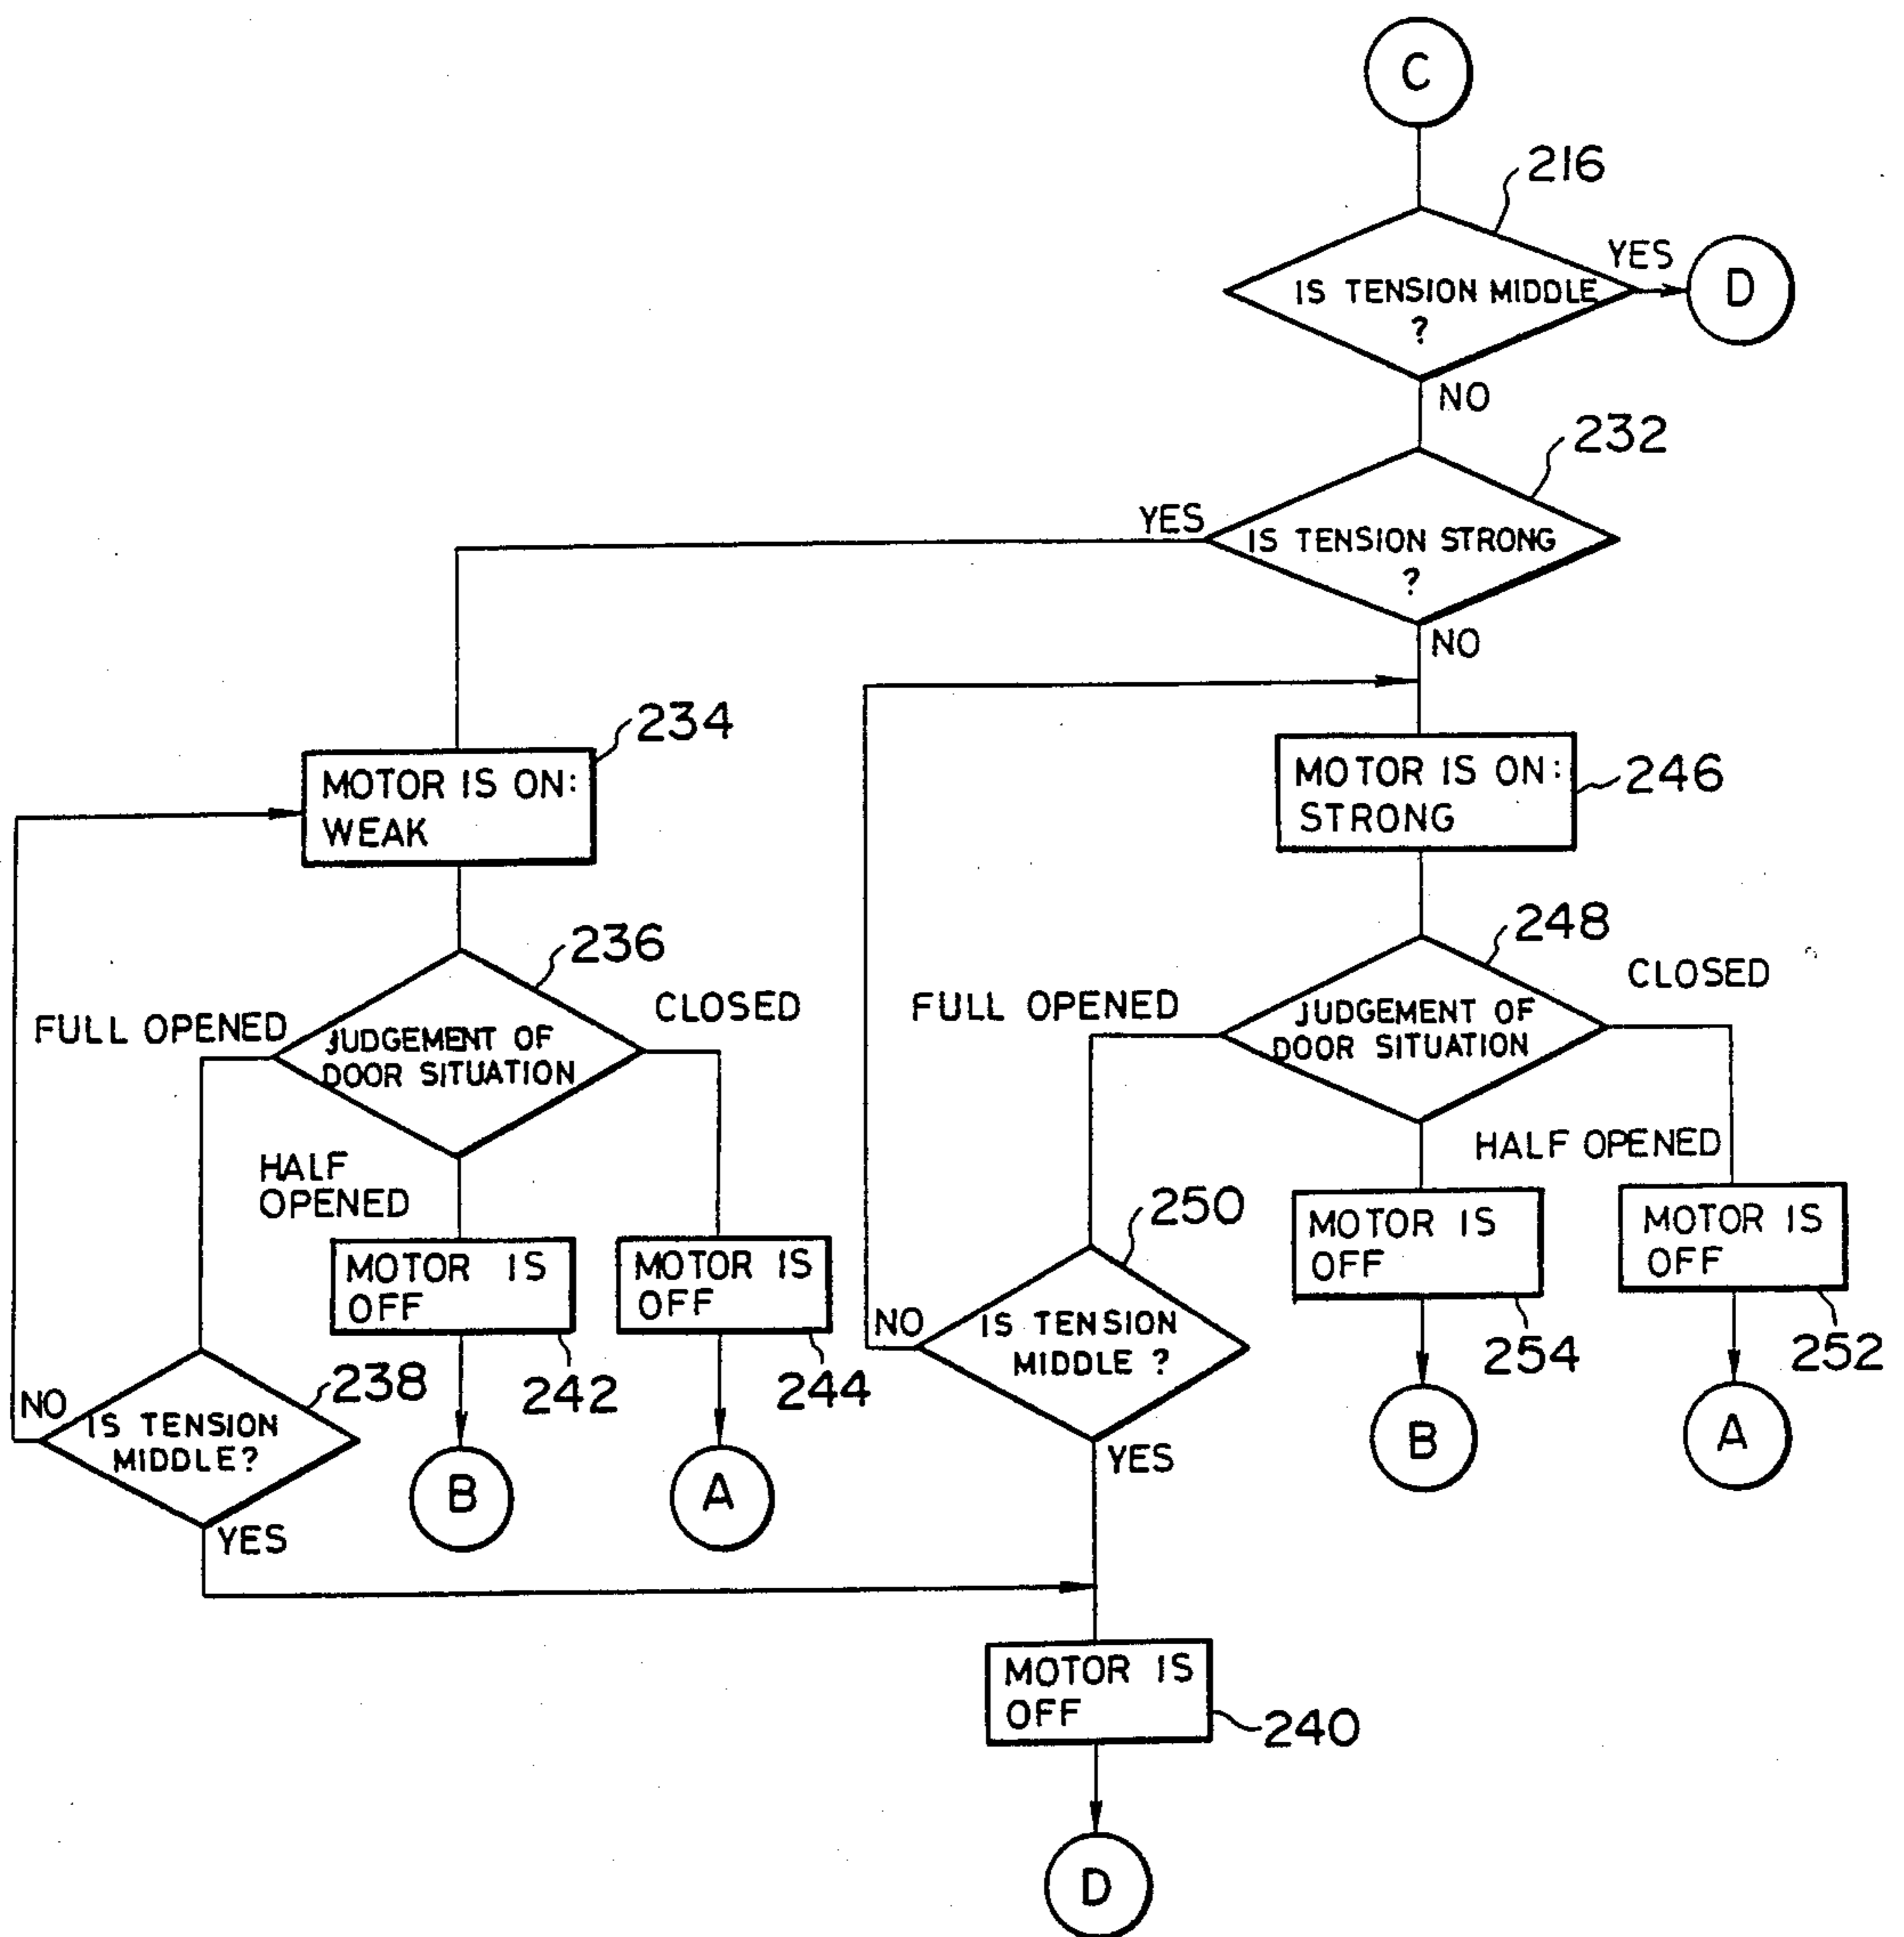 C
216
YES
IS TENSION MIDDLE
?
D
NO
232
YES
IS TENSION STRONG
?
NO
234
MOTOR IS ON:
WEAK
MOTOR IS ON:
STRONG
246
236
FULL OPENED
JUDGEMENT OF
DOOR SITUATION
CLOSED
HALF
OPENED
248
FULL OPENED
JUDGEMENT OF
DOOR SITUATION
CLOSED
HALF OPENED
MOTOR IS
OFF
242
MOTOR IS
OFF
244
250
NO
IS TENSION
MIDDLE ?
YES
MOTOR IS
OFF
254
MOTOR IS
OFF
252
238
NO
IS TENSION
MIDDLE?
YES
B
A
B
A
MOTOR IS
OFF
240
D